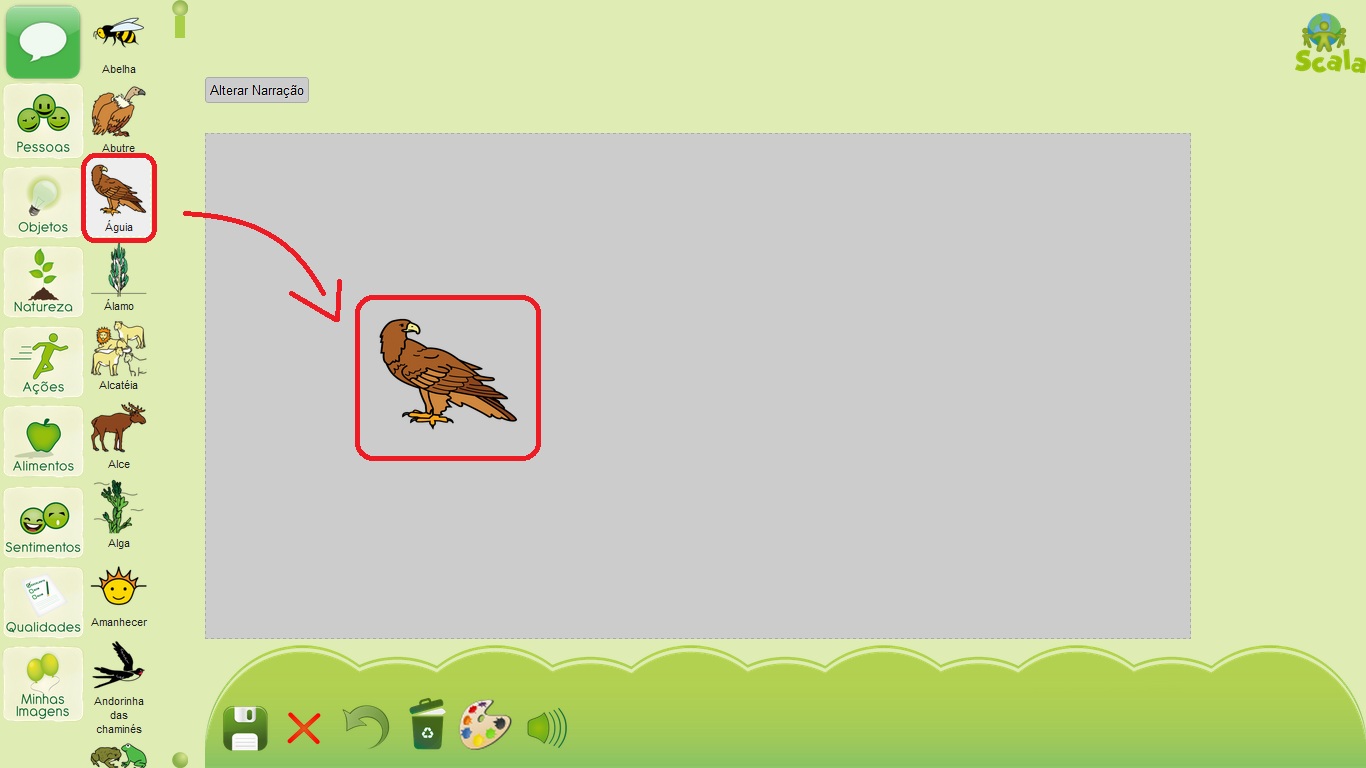 Scala
Alterar Narração
Pessoas
Objetos
Natureza
Ações
Alimentos
Sentimentos
Qualidades
Minhas
Imagens
Abelha
Abutre
Águia
Álamo
Alcatéia
Alce
Alga
Amanhecer
Andorinha
das
chaminés